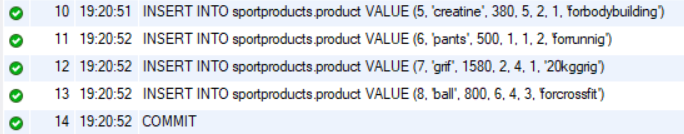 10 19:20:51 INSERT INTO sportproducts.product VALUE (5, 'creatine', 380, 5, 2, 1, 'forbodybuilding')
11 19:20:52 INSERT INTO sportproducts.product VALUE (6, 'pants', 500, 1, 1, 2, 'forrunnig')
12 19:20:52 INSERT INTO sportproducts.product VALUE (7, 'grif', 1580, 2, 4, 1, '20kggrig')
13 19:20:52 INSERT INTO sportproducts.product VALUE (8, 'ball', 800, 6, 4, 3, 'forcrossfit')
14 19:20:52 COMMIT